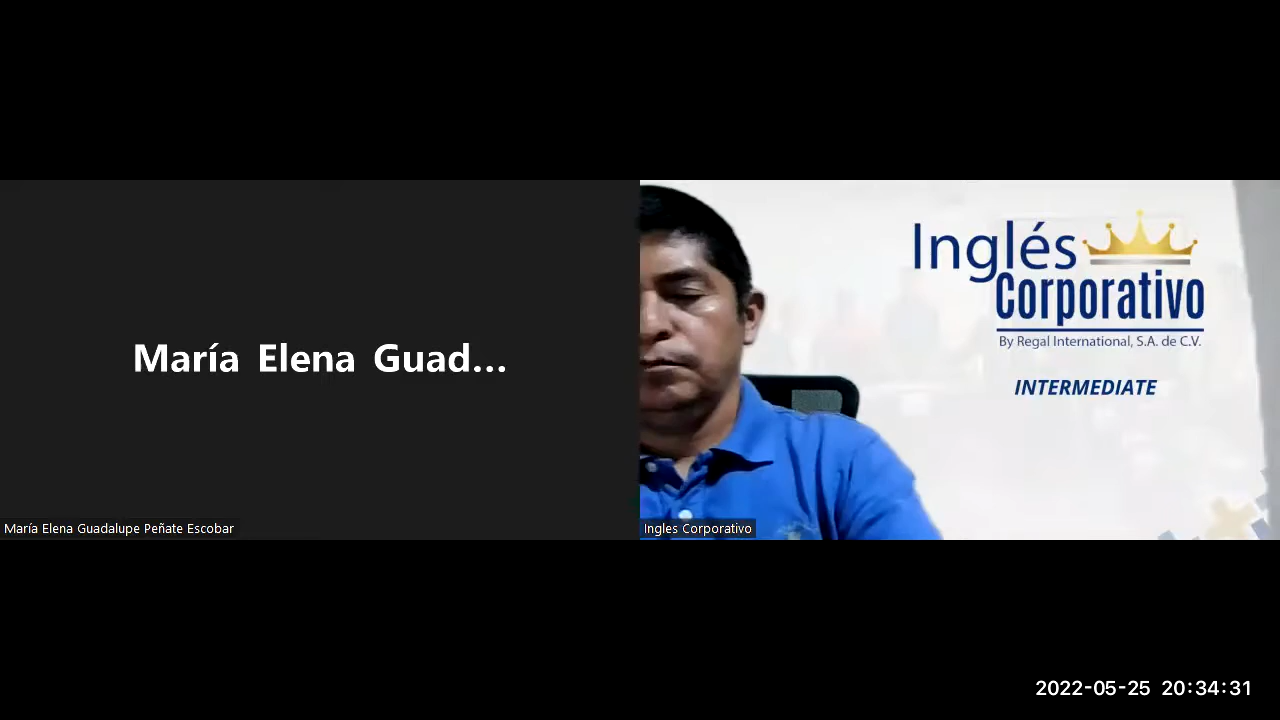 María Elena Guad...
María Elena Guadalupe Peñate Escobar
Inglés
Corporativo
By Regal International, S.A. de C.V.
INTERMEDIATE
Ingles Corporativo
2022-05-25 20:34:31